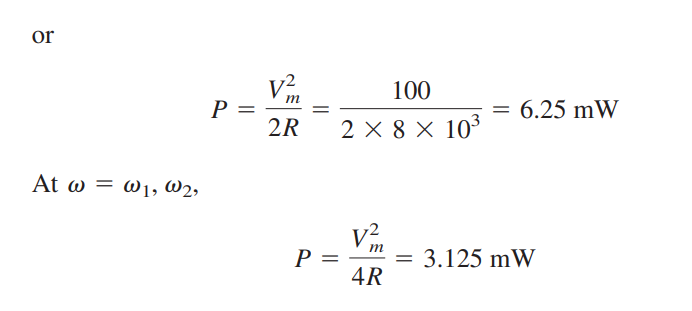 or
P = V_m^2 / 2R = 100 / 2 × 8 × 10^3 = 6.25 mW
At ω = ω_1, ω_2,
P = V_m^2 / 4R = 3.125 mW